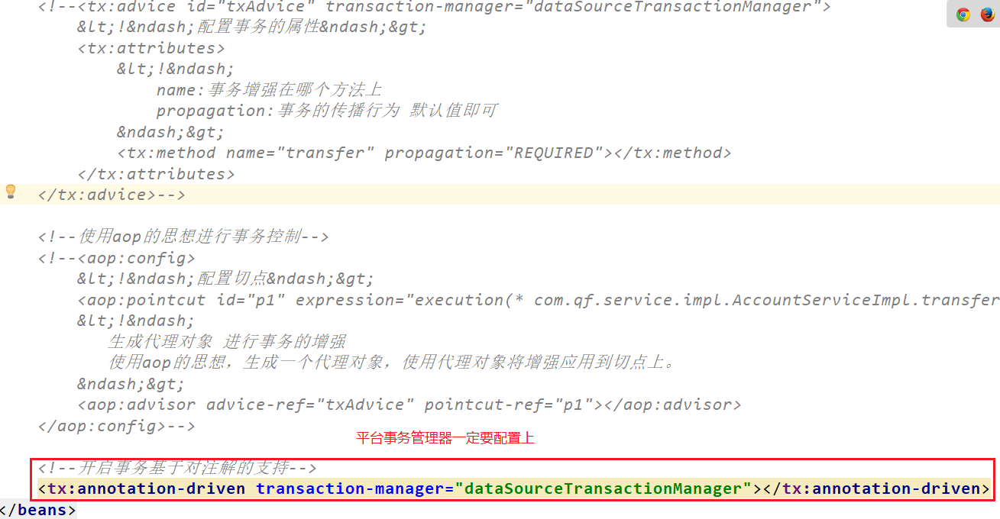 <!--<tx:advice id="txAdvice" transaction-manager="dataSourceTransactionManager">
&lt;!&ndash;配置事务的属性&ndash;&gt;
<tx:attributes>
&lt;!&ndash;
name:事务增强在哪个方法上
propagation:事务的传播行为 默认值即可
&ndash;&gt;
<tx:method name="transfer" propagation="REQUIRED"></tx:method>
</tx:attributes>
</tx:advice>-->
<!--使用aop的思想进行事务控制-->
<!--<aop:config>
&lt;!&ndash;配置切点&ndash;&gt;
<aop:pointcut id="p1" expression="execution(* com.qf.service.impl.AccountServiceImpl.transfer
&lt;!&ndash;
生成代理对象 进行事务的增强
使用aop的思想，生成一个代理对象，使用代理对象将增强应用到切点上。
&ndash;&gt;
<aop:advisor advice-ref="txAdvice" pointcut-ref="p1"></aop:advisor>
</aop:config>-->
平台事务管理器一定要配置上
<!--开启事务基于对注解的支持-->
<tx:annotation-driven transaction-manager="dataSourceTransactionManager"></tx:annotation-driven>
</beans>